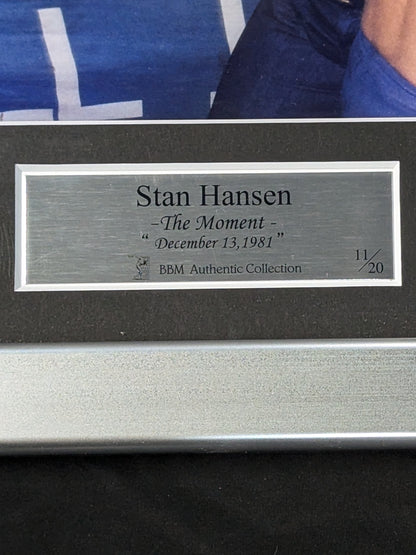 Stan Hansen
-The Moment -
“ December 13,1981”
BBM Authentic Collection
11/20